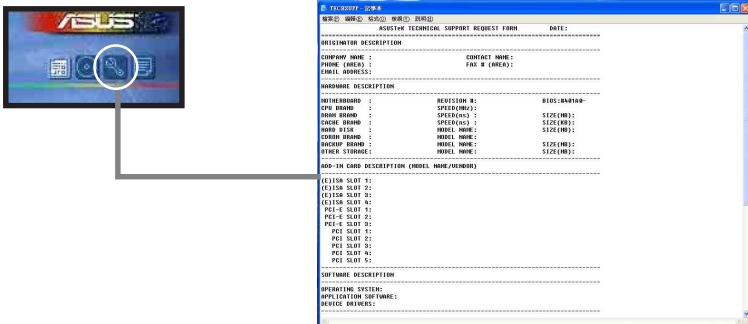 ASUS
TECHSUPP - 記事本
檔案(F) 編輯(E) 格式(O) 檢視(V) 說明(H)
ASUSTeK TECHNICAL SUPPORT REQUEST FORM DATE:
ORIGINATOR DESCRIPTION
COMPANY NAME : CONTACT NAME:
PHONE (AREA) : FAX # (AREA):
EMAIL ADDRESS:
HARDWARE DESCRIPTION
MOTHERBOARD : REVISION #: BIOS:#401A0-
CPU BRAND : SPEED(MHz):
DRAM BRAND : SPEED(ns) : SIZE(MB):
CACHE BRAND : SPEED(ns) : SIZE(KB):
HARD DISK : MODEL NAME: SIZE(MB):
CDROM BRAND : MODEL NAME:
BACKUP BRAND : MODEL NAME: SIZE(MB):
OTHER STORAGE: MODEL NAME: SIZE(MB):
ADD-IN CARD DESCRIPTION (MODEL NAME/VENDOR)
(E)ISA SLOT 1:
(E)ISA SLOT 2:
(E)ISA SLOT 3:
(E)ISA SLOT 4:
PCI-E SLOT 1:
PCI-E SLOT 2:
PCI-E SLOT 3:
PCI SLOT 1:
PCI SLOT 2:
PCI SLOT 3:
PCI SLOT 4:
PCI SLOT 5:
SOFTWARE DESCRIPTION
OPERATING SYSTEM:
APPLICATION SOFTWARE:
DEVICE DRIVERS: